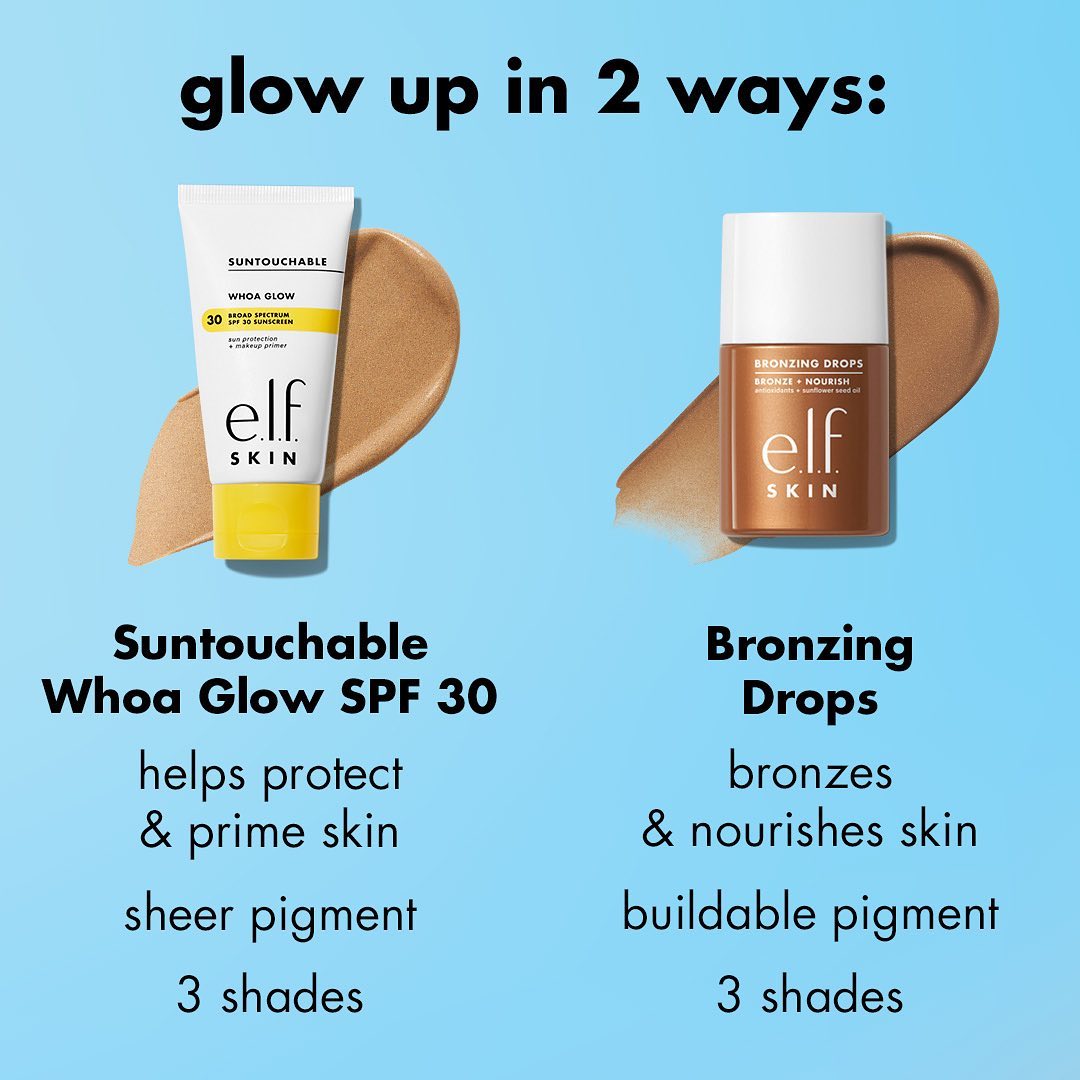 glow up in 2 ways:
SUNTOUCHABLE
WHOA GLOW
30 BROAD SPECTRUM
SPF 30 SUNSCREEN
sun protection
+ makeup primer
e.l.f.
SKIN
BRONZING DROPS
BRONZE + NOURISH
antioxidants + sunflower seed oil
e.l.f.
SKIN
Suntouchable
Whoa Glow SPF 30
helps protect
& prime skin
sheer pigment
3 shades
Bronzing
Drops
bronzes
& nourishes skin
buildable pigment
3 shades